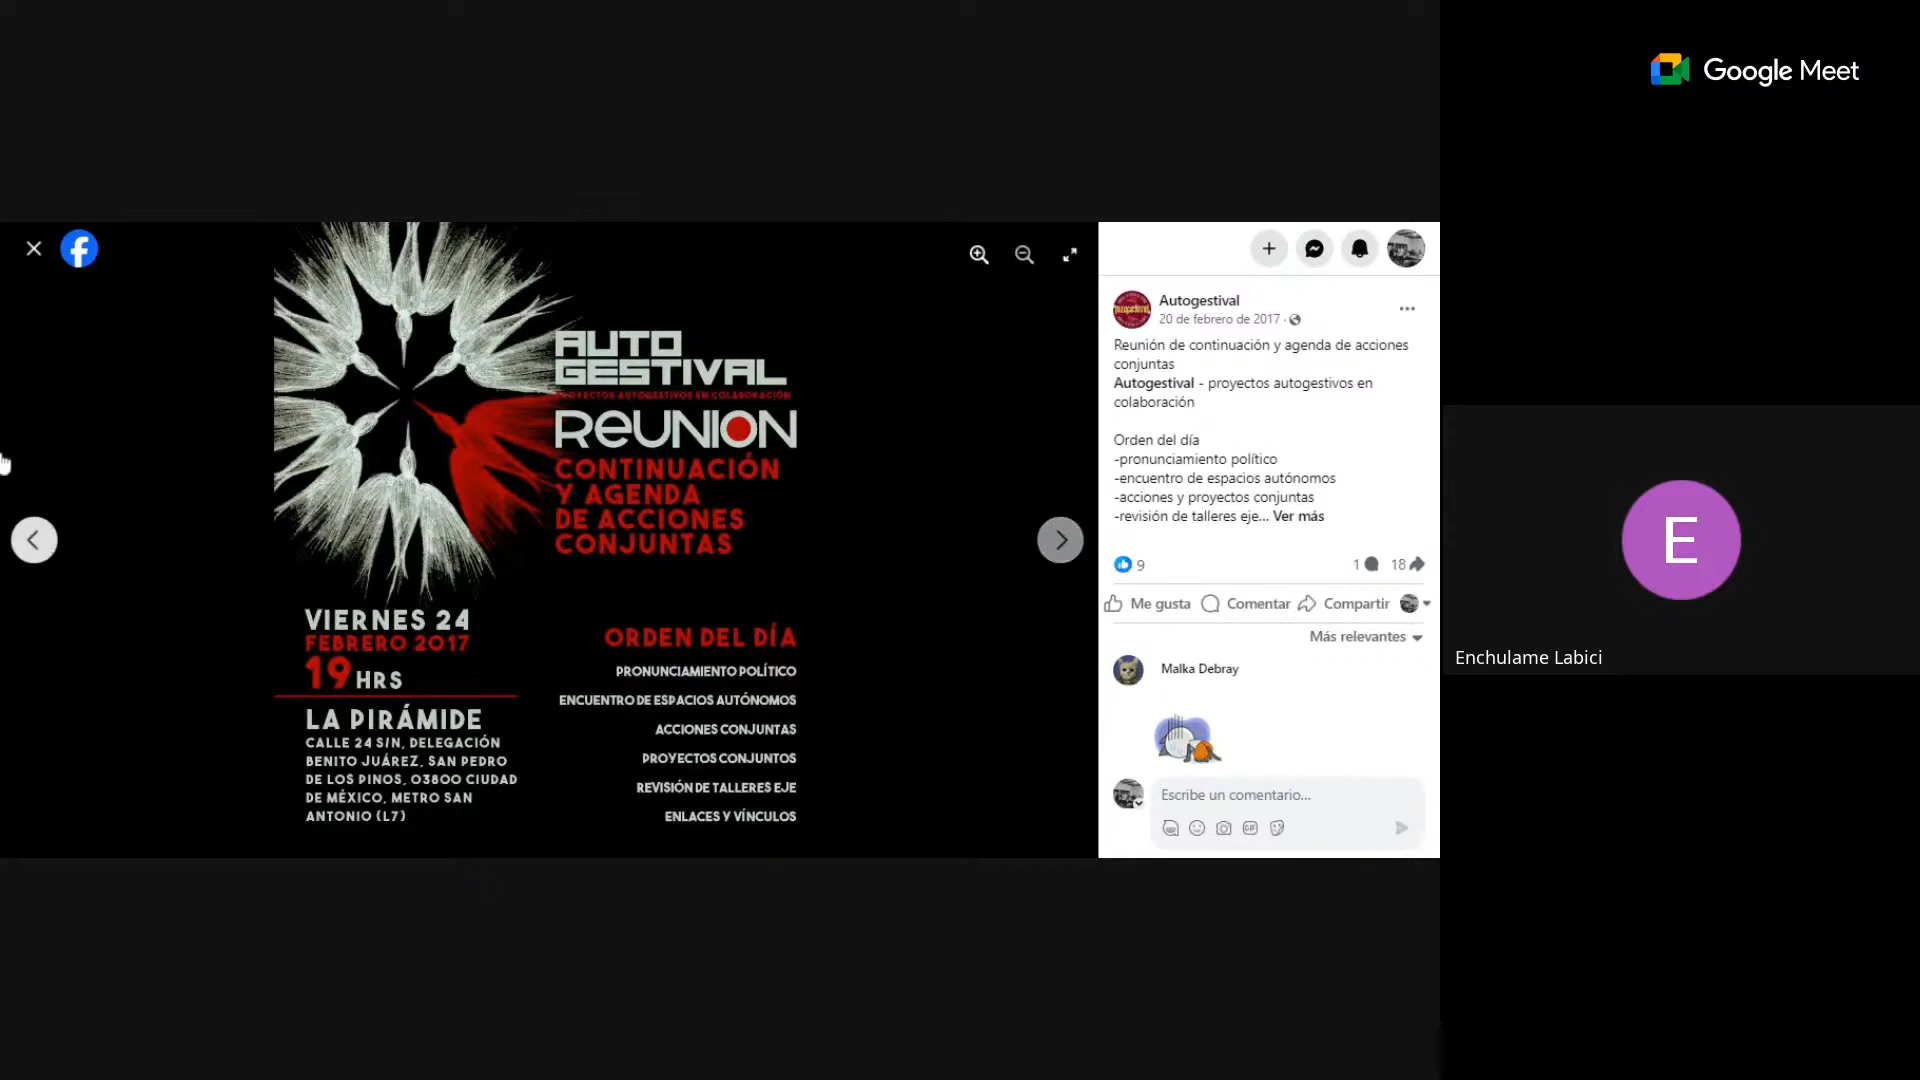 Google Meet
AUTO
GESTIVAL
PROYECTOS AUTOGESTIVOS EN COLABORACIÓN
REUNION
CONTINUACIÓN
Y AGENDA
DE ACCIONES
CONJUNTAS
VIERNES 24
FEBRERO 2017
19 HRS
LA PIRÁMIDE
CALLE 24 S/N, DELEGACIÓN
BENITO JUÁREZ, SAN PEDRO
DE LOS PINOS, 03800 CIUDAD
DE MÉXICO, METRO SAN
ANTONIO (L7)
ORDEN DEL DÍA
PRONUNCIAMIENTO POLÍTICO
ENCUENTRO DE ESPACIOS AUTÓNOMOS
ACCIONES CONJUNTAS
PROYECTOS CONJUNTOS
REVISIÓN DE TALLERES EJE
ENLACES Y VÍNCULOS
Autogestival
20 de febrero de 2017 ·
Reunión de continuación y agenda de acciones
conjuntas
Autogestival - proyectos autogestivos en
colaboración
Orden del día
-pronunciamiento político
-encuentro de espacios autónomos
-acciones y proyectos conjuntas
-revisión de talleres eje... Ver más
9
1 18
Me gusta Comentar Compartir
Más relevantes
Malka Debray
Escribe un comentario...
GIF
E
Enchulame Labici